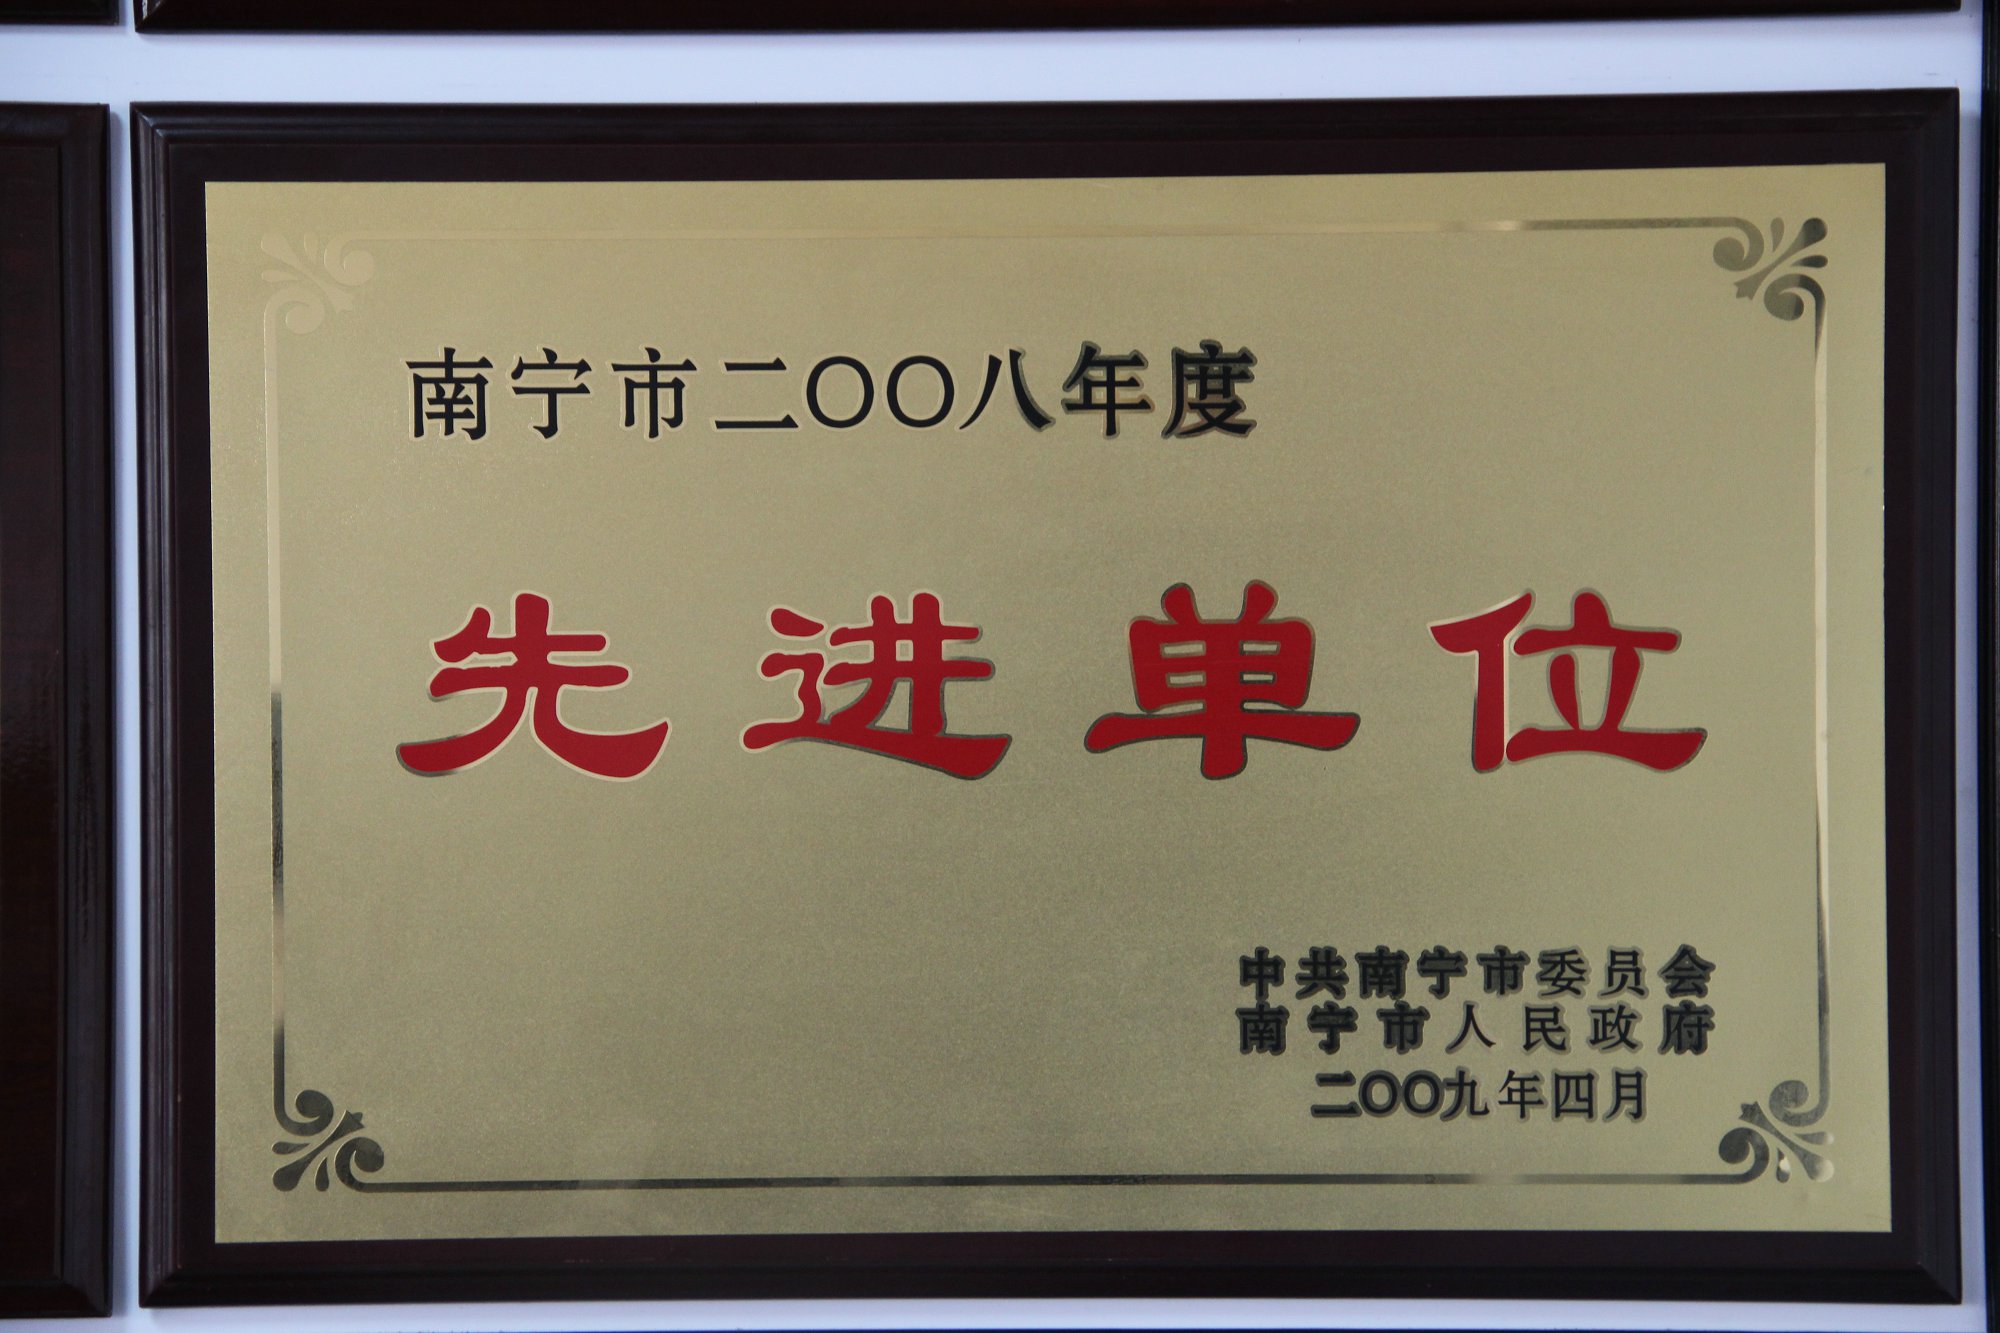 南宁市二〇〇八年度
先进单位
中共南宁市委员会
南宁市人民政府
二〇〇九年四月